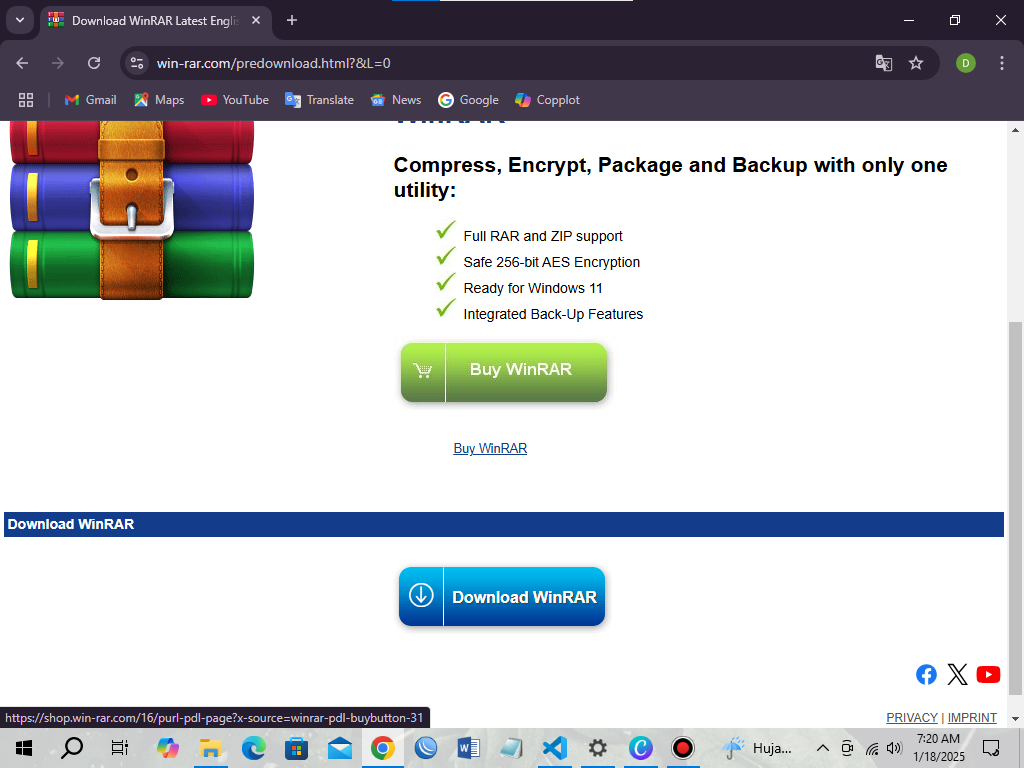 Download WinRAR Latest Engli
win-rar.com/predownload.html?&L=0
D
Gmail
Maps
YouTube
Translate
News
Google
Copplot
Compress, Encrypt, Package and Backup with only one
utility:
Full RAR and ZIP support
Safe 256-bit AES Encryption
Ready for Windows 11
Integrated Back-Up Features
Buy WinRAR
Buy WinRAR
Download WinRAR
Download WinRAR
https://shop.win-rar.com/16/purl-pdl-page?x-source=winrar-pdl-buybutton-31
PRIVACY | IMPRINT
Huja...
7:20 AM
1/18/2025